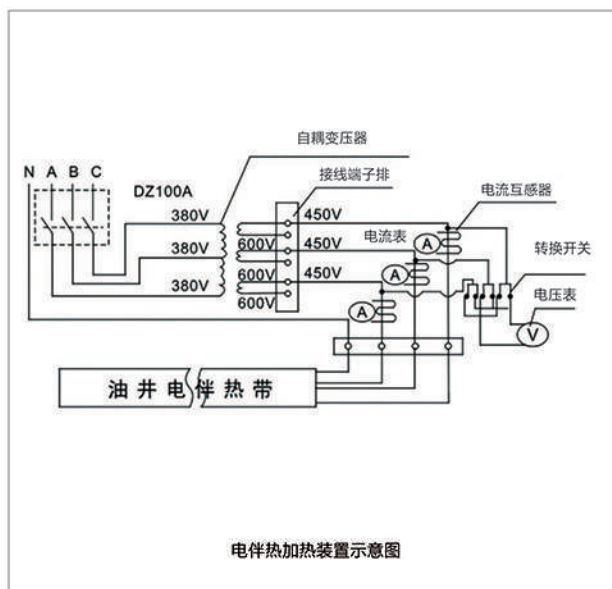 自耦变压器
接线端子排
N A B C
DZ100A
电流互感器
380V
450V
电流表
A
600V
380V
450V
转换开关
A
600V
380V
450V
电压表
600V
A
V
油井电伴热带
电伴热加热装置示意图